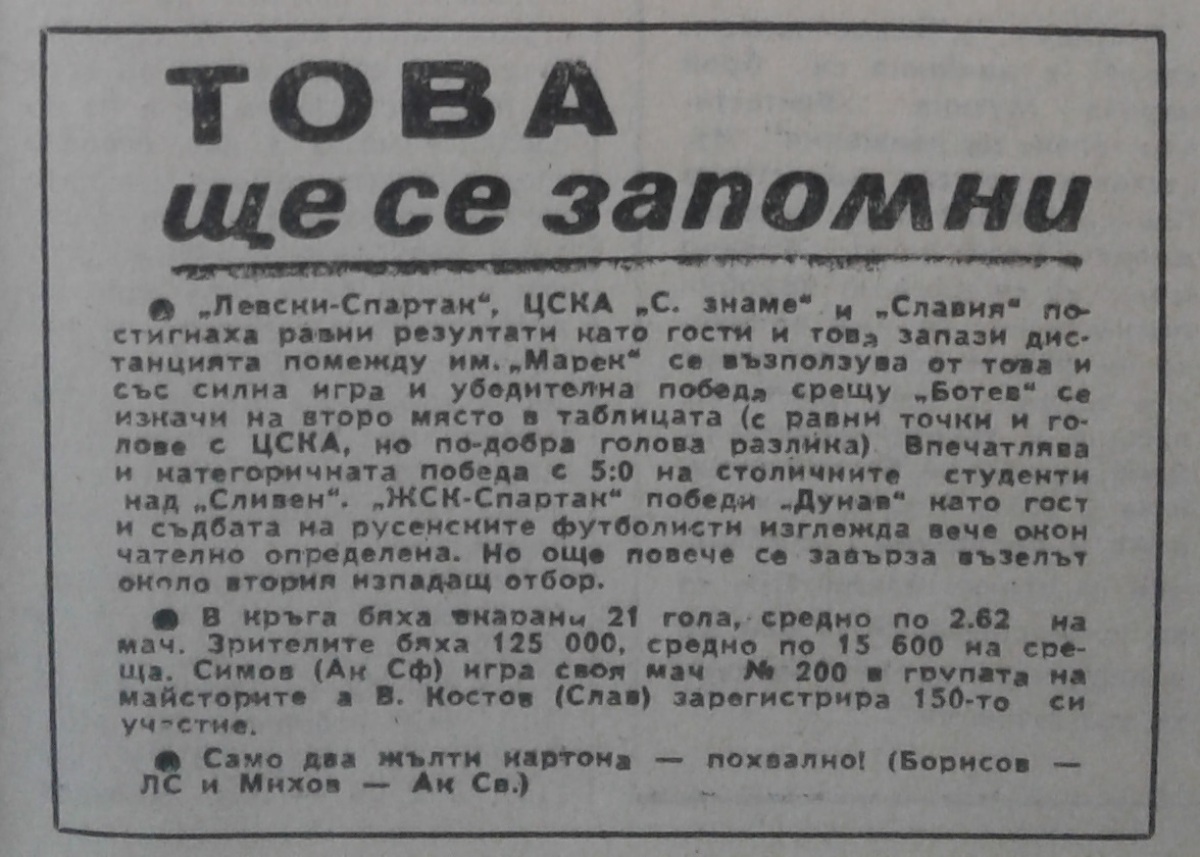 ТОВА
ще се запомни
● „Левски-Спартак“, ЦСКА „С. знаме“ и „Славия“ по-
стигнаха равни резултати като гости и това запази дис-
танцията помежду им. „Марек“ се възползува от това и
със силна игра и убедителна победа срещу „Ботев“ се
изкачи на второ място в таблицата (с равни точки и го-
лове с ЦСКА, но по-добра голова разлика) Впечатлява
и категоричната победа с 5:0 на столичните студенти
над „Сливен“. „ЖСК-Спартак“ победи „Дунав“ като гост
и съдбата на русенските футболисти изглежда вече окон
чателно определена. Но още повече се завърза възелът
около втория изпадащ отбор.
● В кръга бяха вкарани 21 гола, средно по 2.62 на
мач. Зрителите бяха 125 000, средно по 15 600 на сре-
ща. Симов (Ак Сф) игра своя мач № 200 в групата на
майсторите а В. Костов (Слав) зарегистрира 150-то си
участие.
● Само два жълти картона — похвално! (Борисов —
ЛС и Михов — Ак Св.)